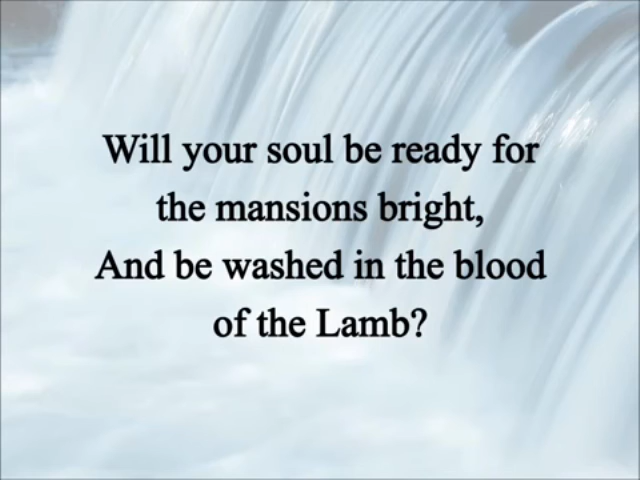 Will your soul be ready for
the mansions bright,
And be washed in the blood
of the Lamb?